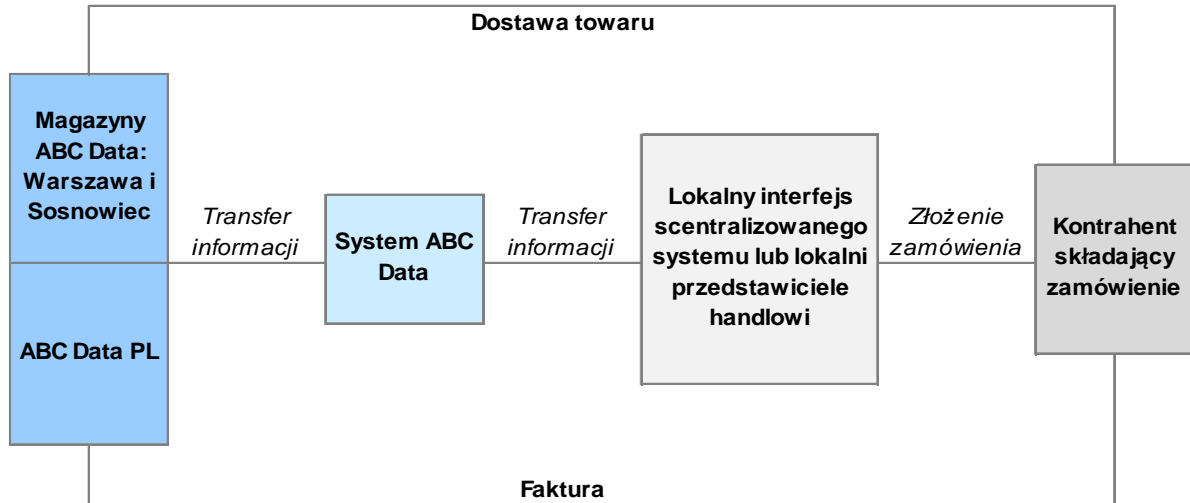 Dostawa towaru
Magazyny
ABC Data:
Warszawa i
Sosnowiec
ABC Data PL
Transfer
informacji
System ABC
Data
Transfer
informacji
Lokalny interfejs
scentralizowanego
systemu lub lokalni
przedstawiciele
handlowi
Złożenie
zamówienia
Kontrahent
składający
zamówienie
Faktura